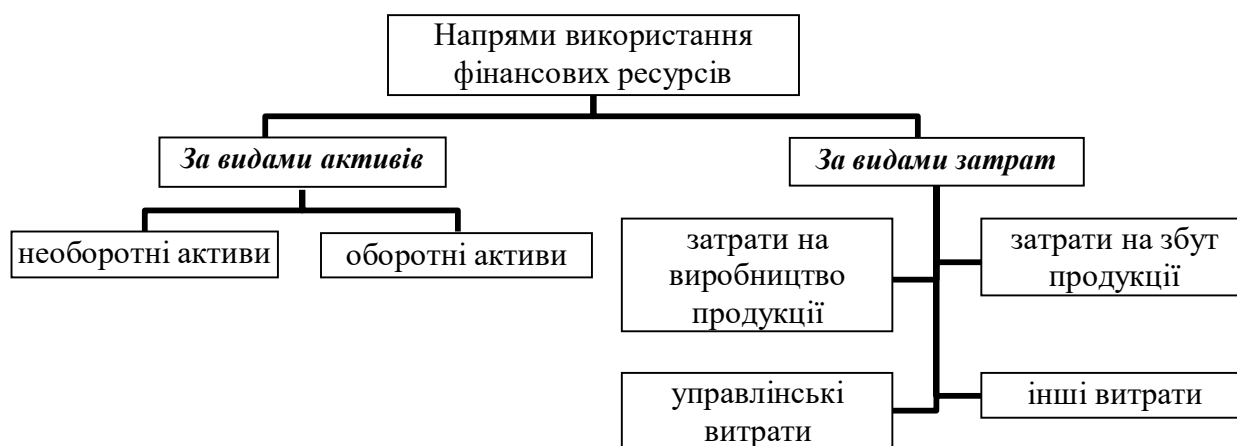 Напрями використання
фінансових ресурсів
За видами активів
За видами затрат
необоротні активи
оборотні активи
затрати на
виробництво
продукції
затрати на збут
продукції
управлінські
витрати
інші витрати